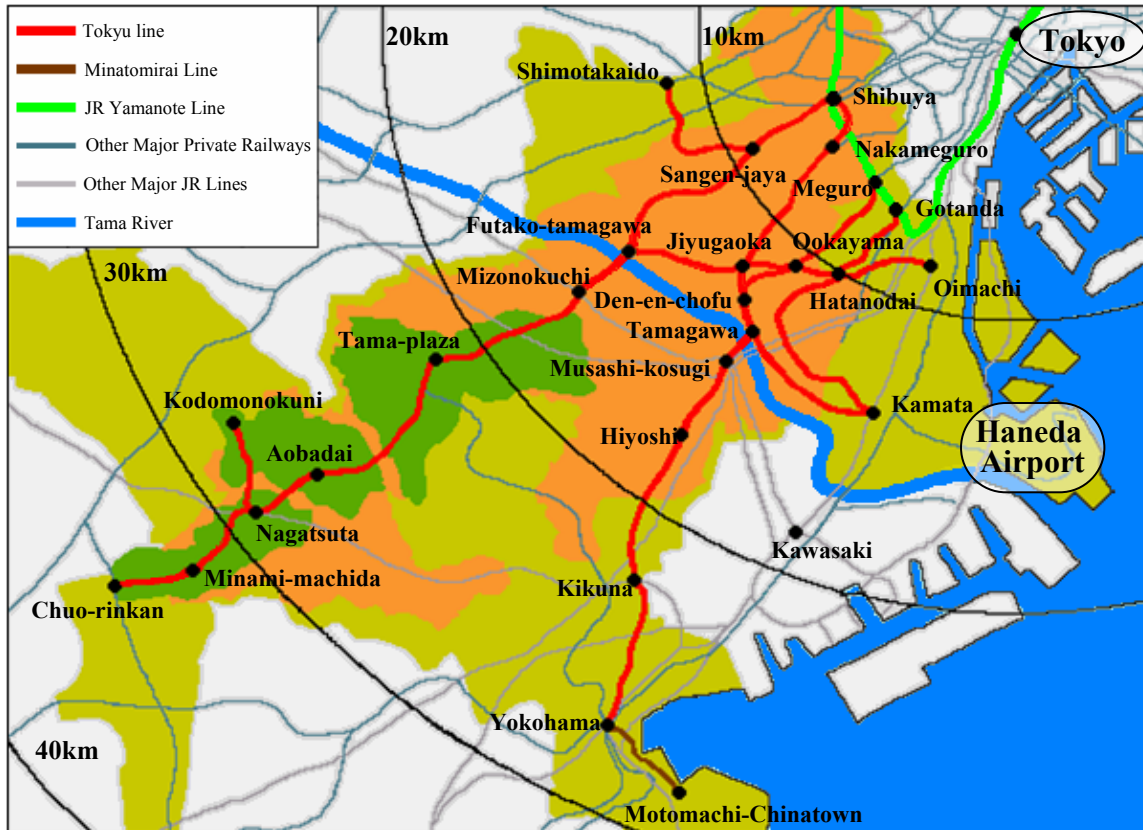 Tokyu line
Minatomirai Line
JR Yamanote Line
Other Major Private Railways
Other Major JR Lines
Tama River
20km
10km
Tokyo
Shimotakaido
Shibuya
Nakameguro
Sangen-jaya
Meguro
Gotanda
Futako-tamagawa
Jiyugaoka
Ookayama
30km
Mizonokuchi
Oimachi
Den-en-chofu
Hatanodai
Tamagawa
Tama-plaza
Musashi-kosugi
Kodomonokuni
Kamata
Hiyoshi
Haneda
Airport
Aobadai
Nagatsuta
Kawasaki
Minami-machida
Kikuna
Chuo-rinkan
Yokohama
40km
Motomachi-Chinatown